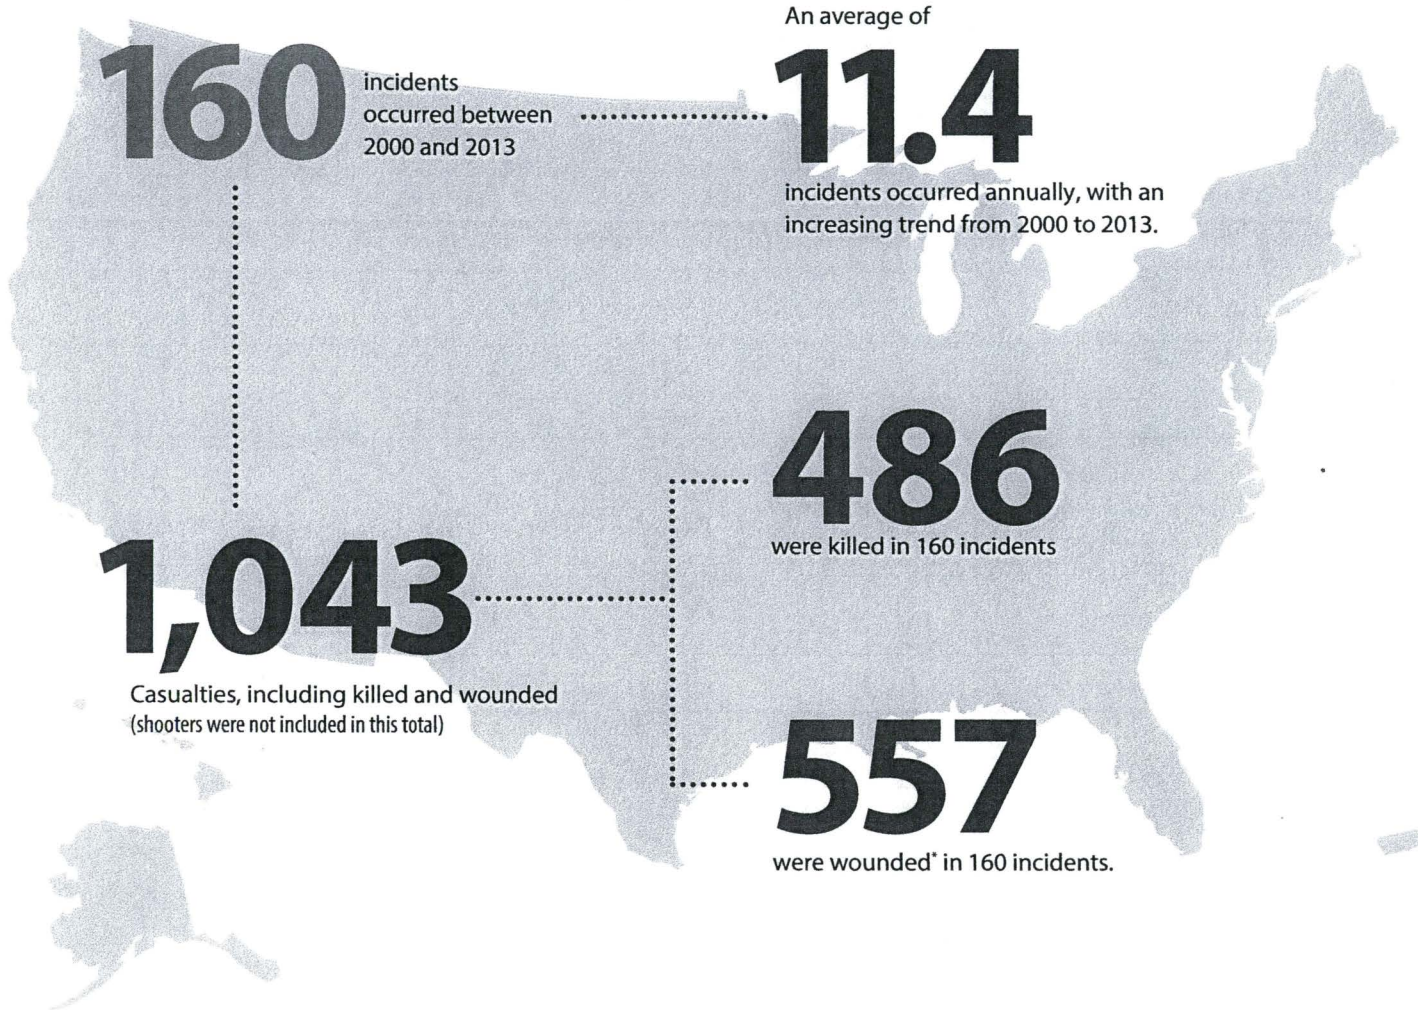 160
incidents
occurred between
2000 and 2013
An average of
11.4
incidents occurred annually, with an
increasing trend from 2000 to 2013.
1,043
Casualties, including killed and wounded
(shooters were not included in this total)
486
were killed in 160 incidents
557
were wounded* in 160 incidents.